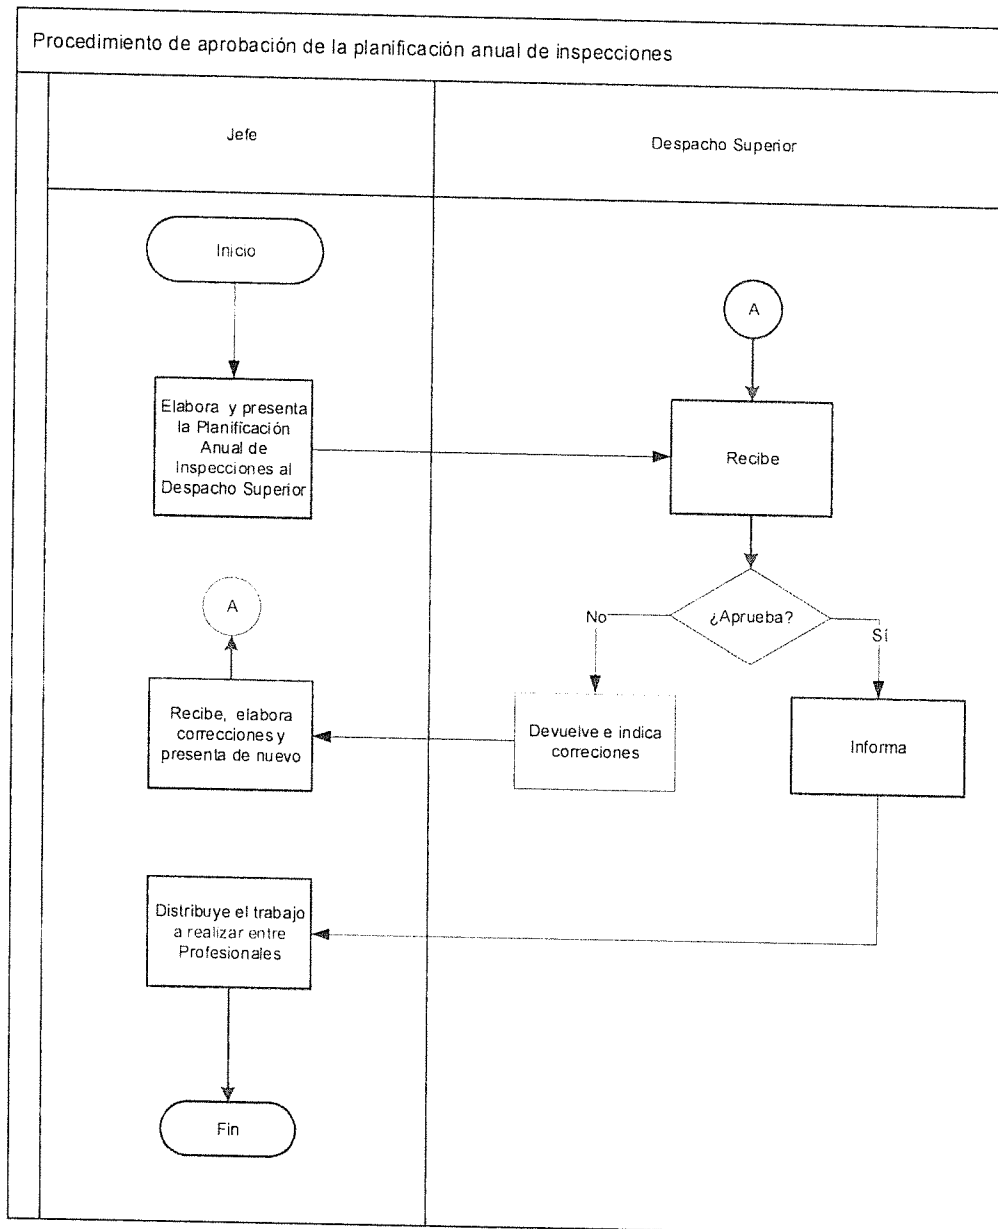 Procedimiento de aprobación de la planificación anual de inspecciones
Jefe
Despacho Superior
Inicio
A
Elabora y presenta
la Planificación
Anual de
Inspecciones al
Despacho Superior
Recibe
A
¿Aprueba?
No
Sí
Recibe, elabora
correcciones y
presenta de nuevo
Devuelve e indica
correciones
Informa
Distribuye el trabajo
a realizar entre
Profesionales
Fin